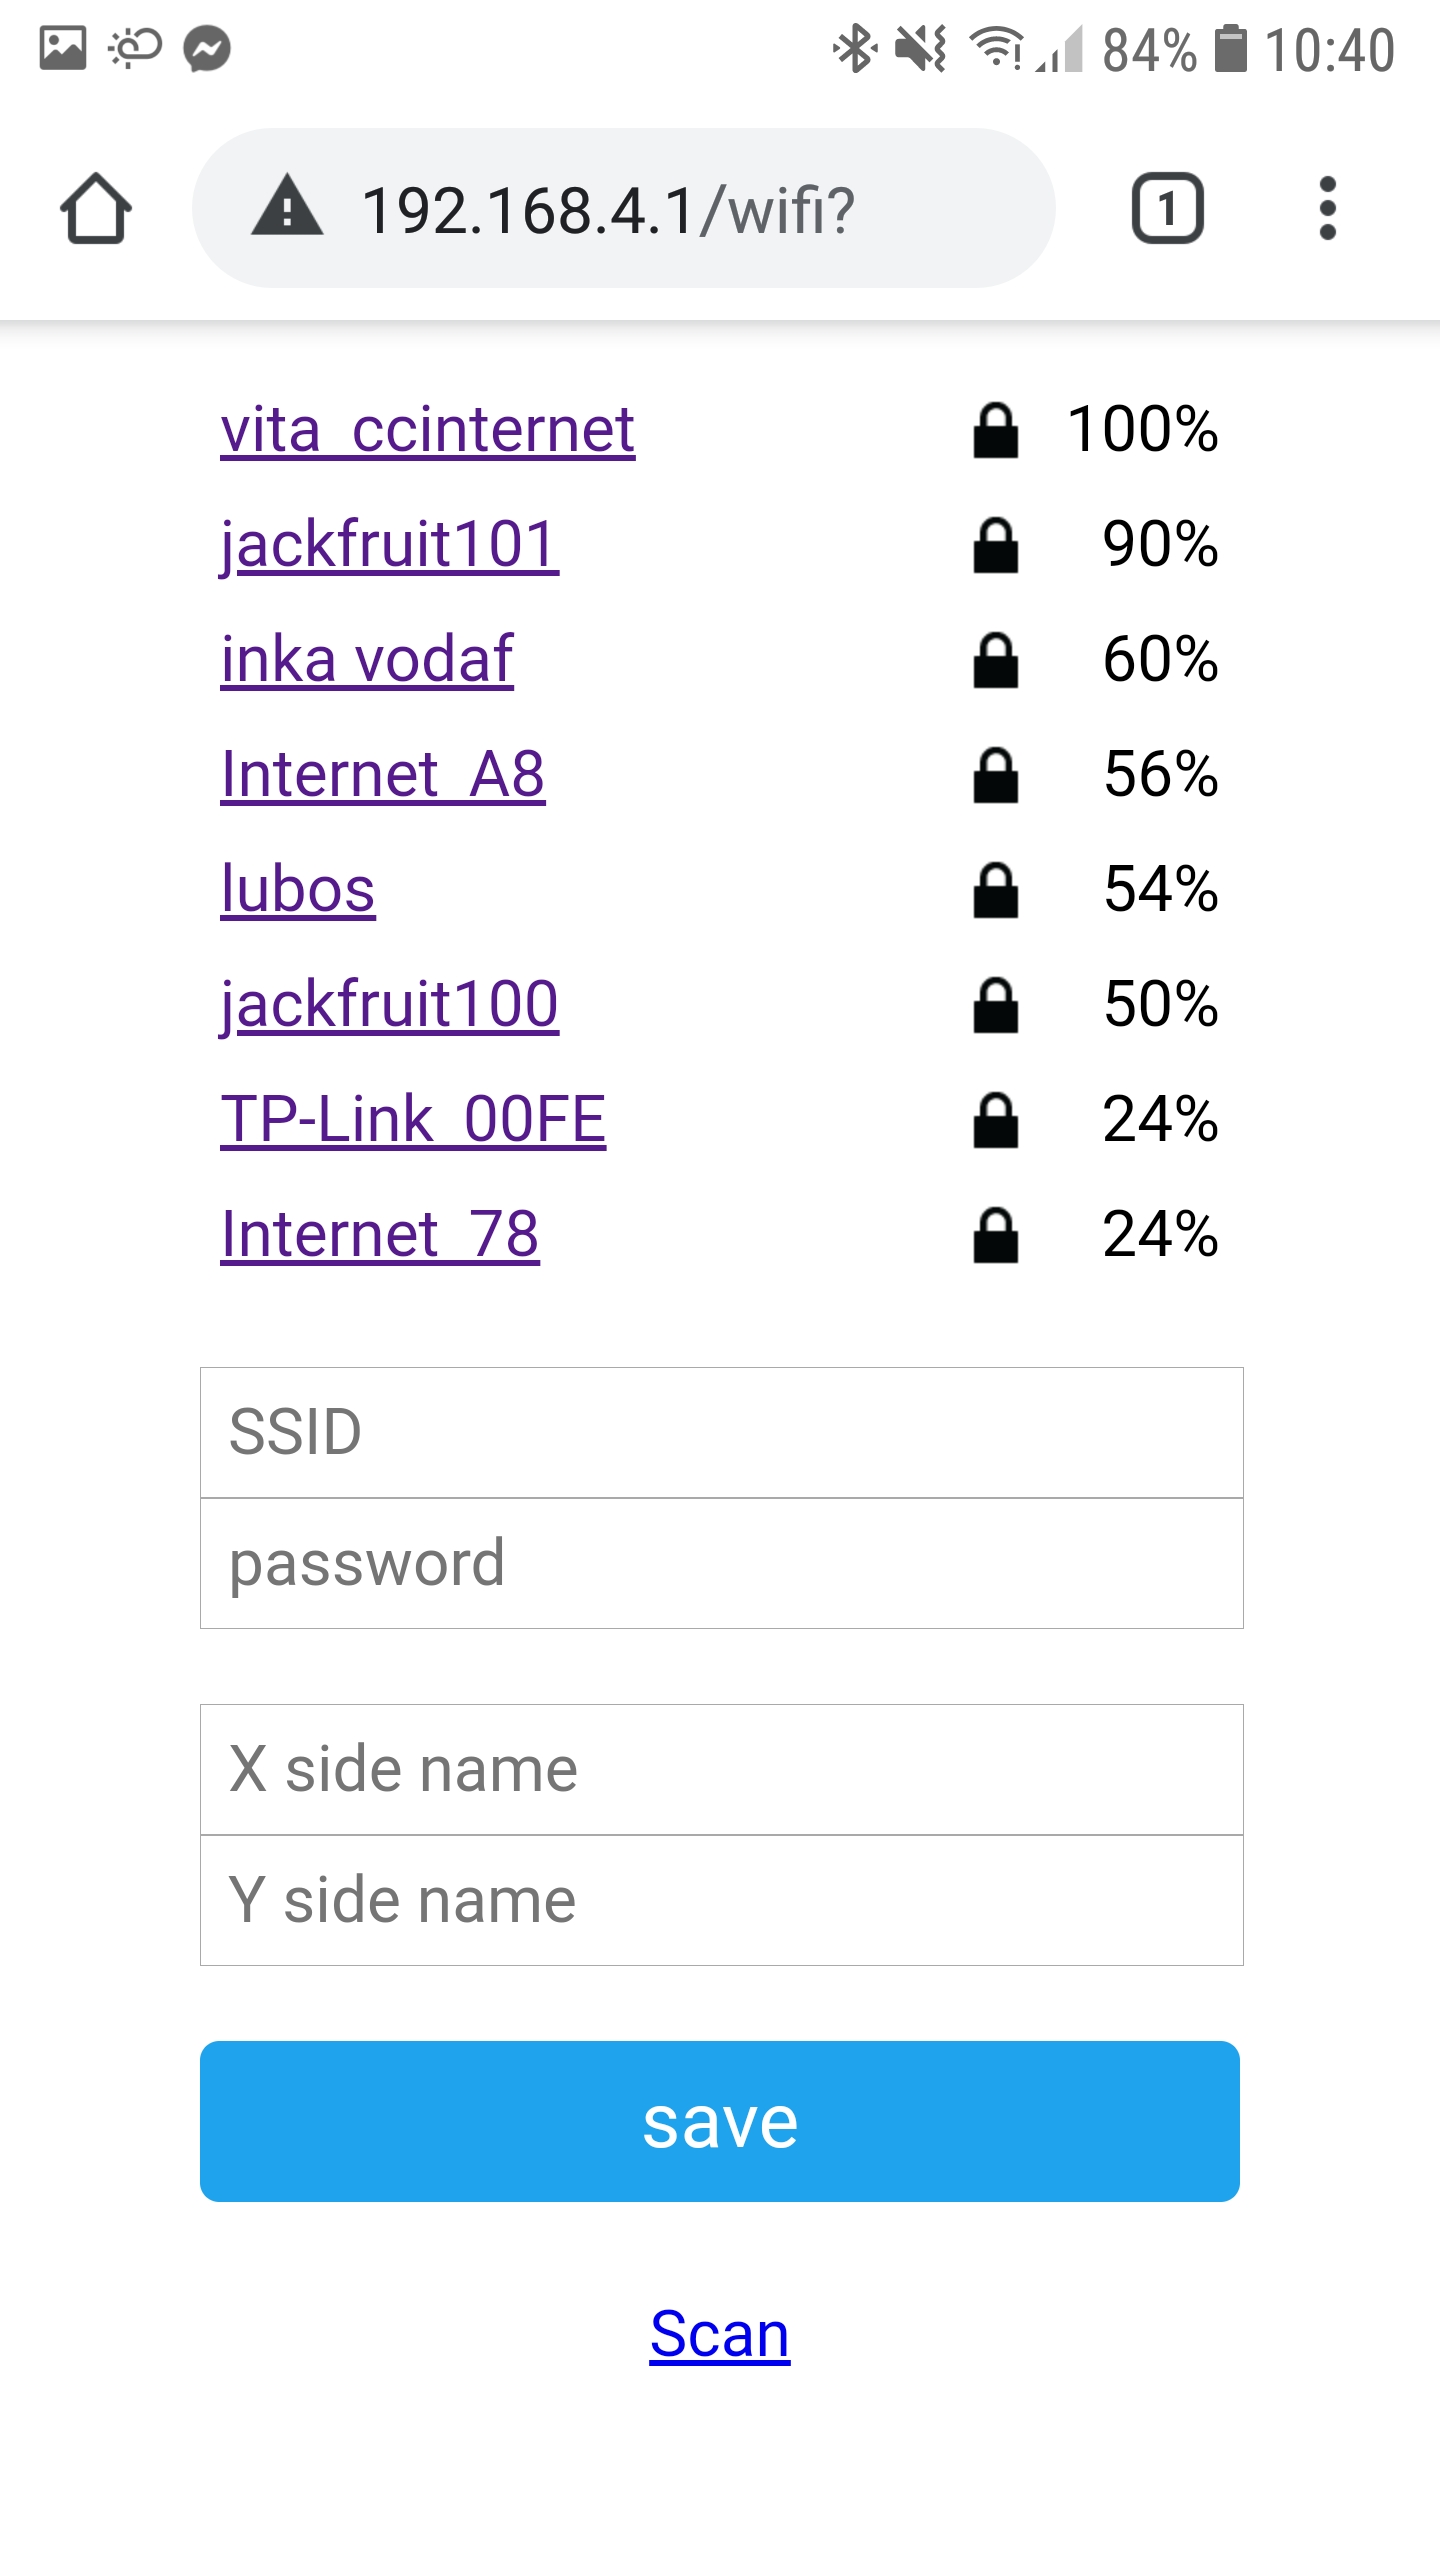 84% 10:40
192.168.4.1/wifi?
1
vita_ccinternet 100%
jackfruit101 90%
inka vodaf 60%
Internet_A8 56%
lubos 54%
jackfruit100 50%
TP-Link_00FE 24%
Internet_78 24%
SSID
password
X side name
Y side name
save
Scan